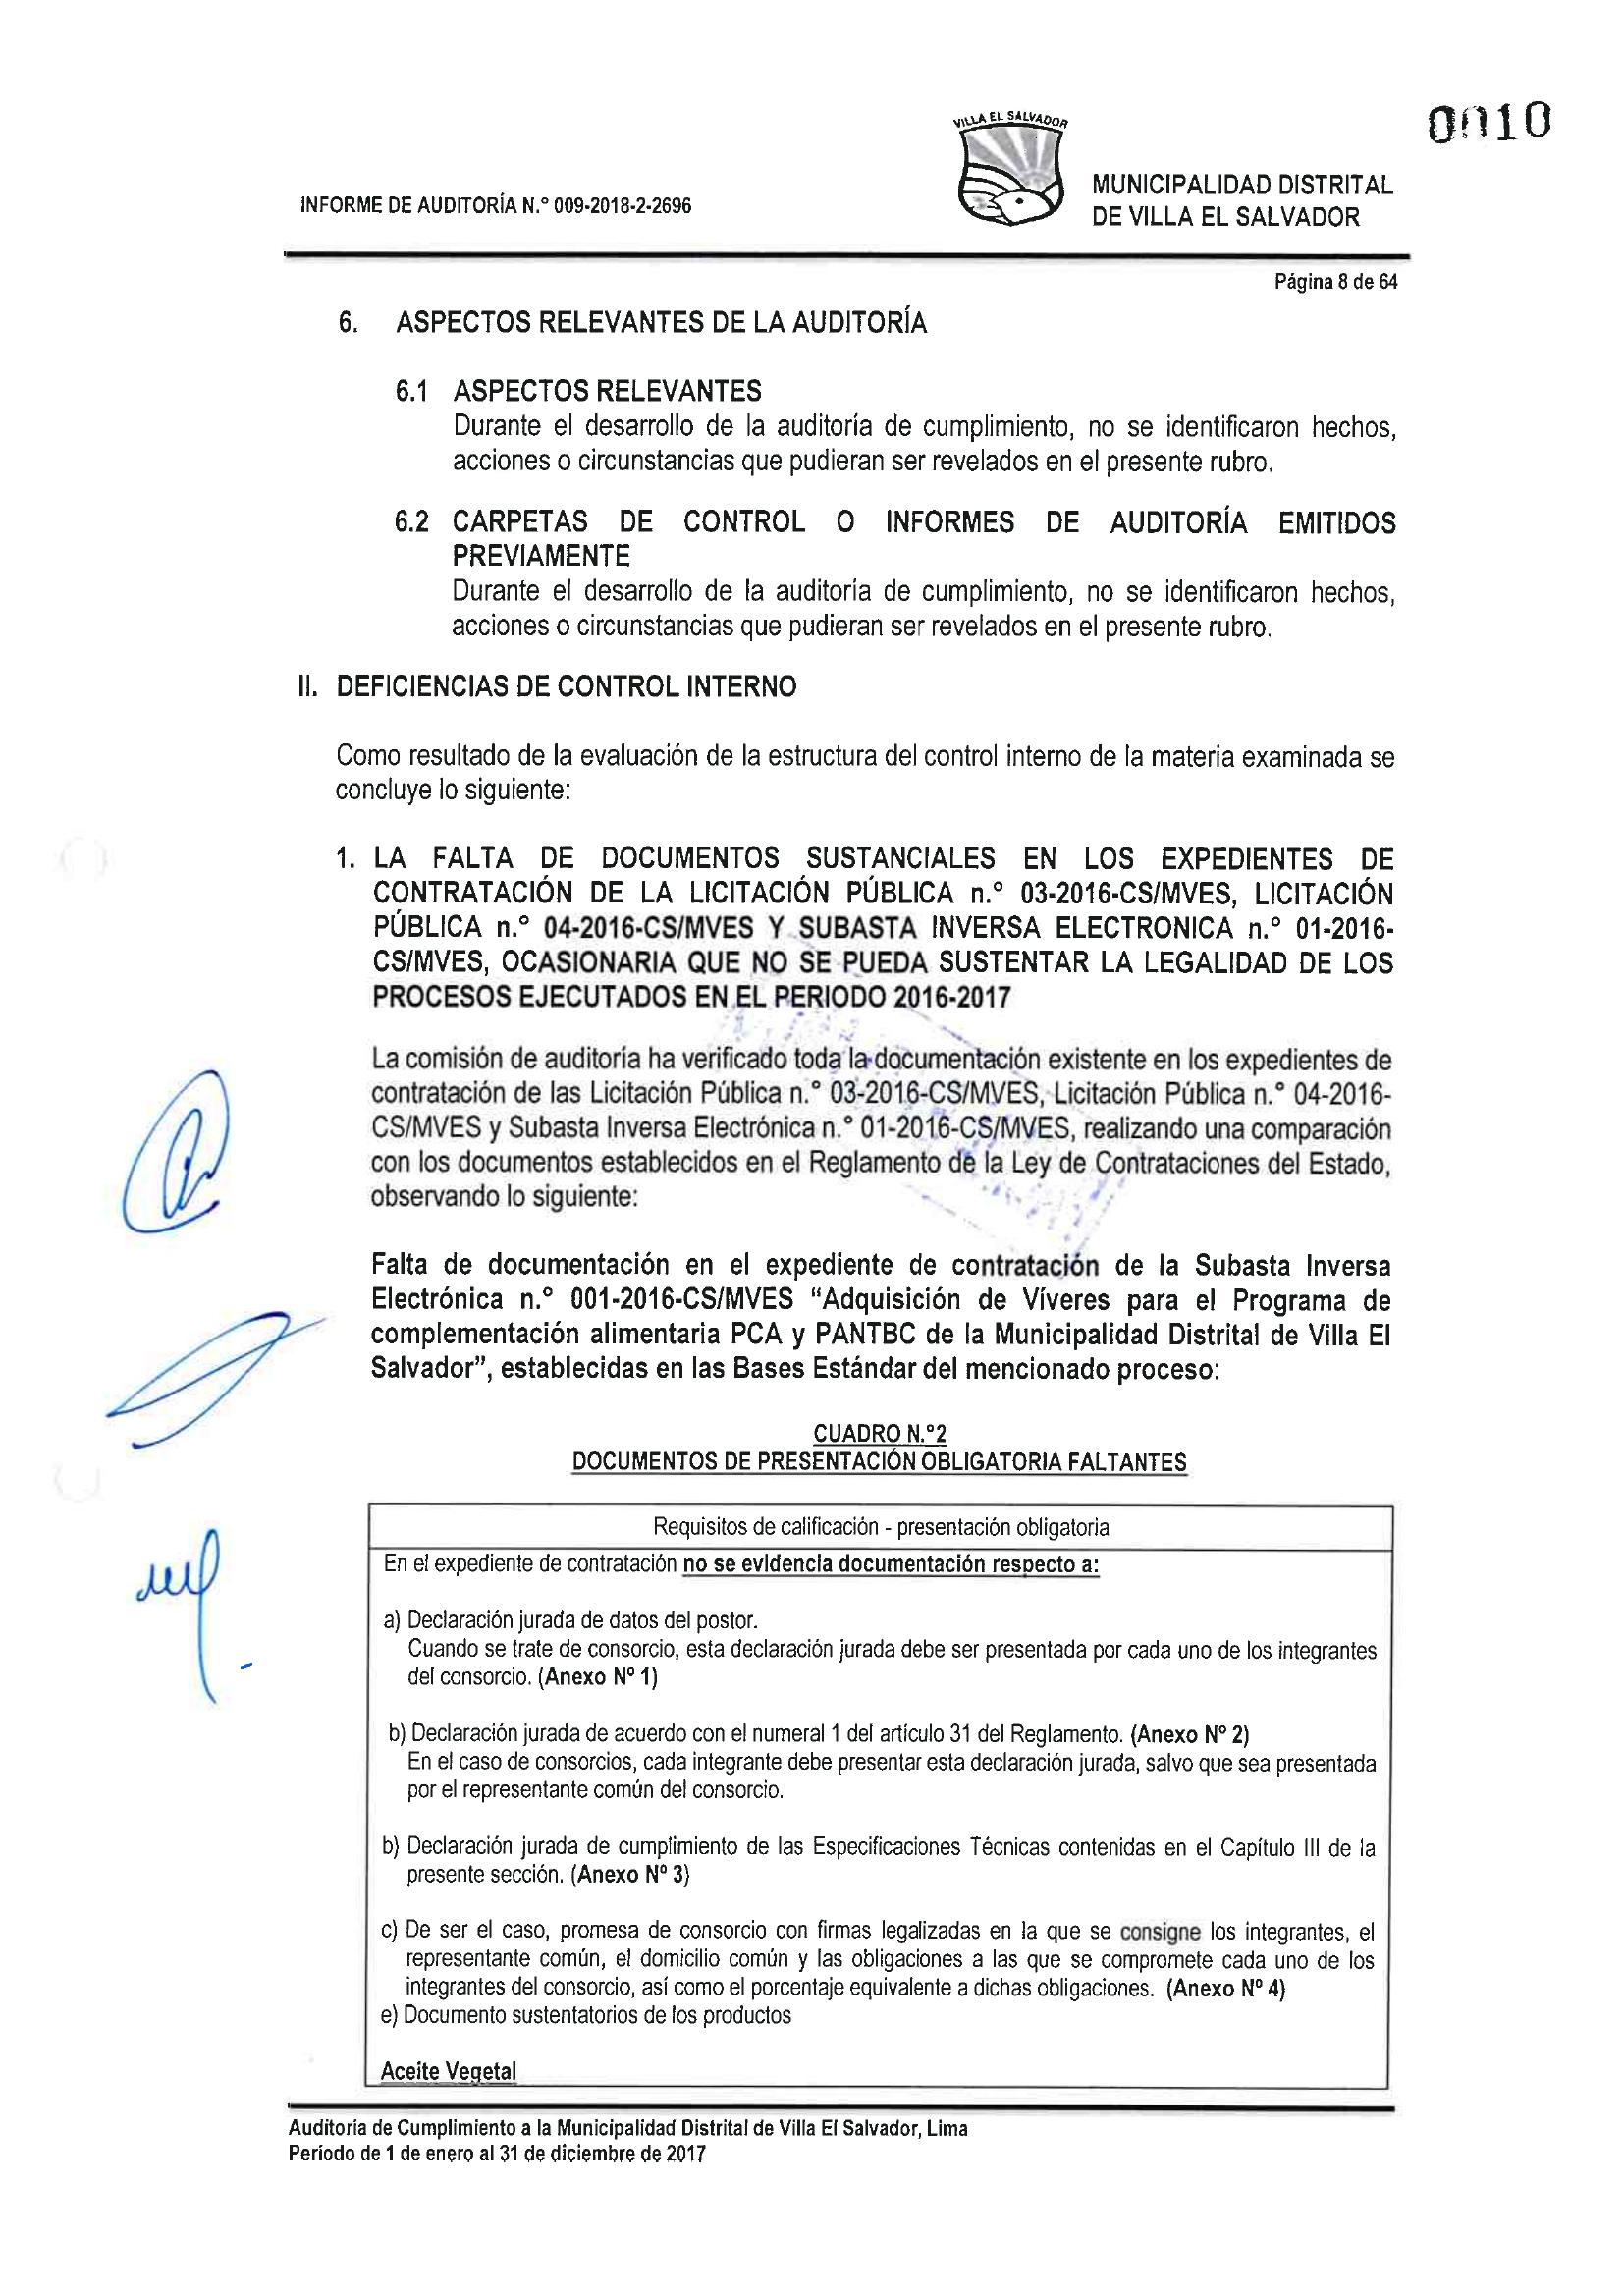 0010
VILLA EL SALVADOR
MUNICIPALIDAD DISTRITAL
DE VILLA EL SALVADOR
INFORME DE AUDITORÍA N.° 009-2018-2-2696
Página 8 de 64
6. ASPECTOS RELEVANTES DE LA AUDITORÍA
6.1 ASPECTOS RELEVANTES
Durante el desarrollo de la auditoría de cumplimiento, no se identificaron hechos,
acciones o circunstancias que pudieran ser revelados en el presente rubro.
6.2 CARPETAS DE CONTROL O INFORMES DE AUDITORÍA EMITIDOS
PREVIAMENTE
Durante el desarrollo de la auditoría de cumplimiento, no se identificaron hechos,
acciones o circunstancias que pudieran ser revelados en el presente rubro.
II. DEFICIENCIAS DE CONTROL INTERNO
Como resultado de la evaluación de la estructura del control interno de la materia examinada se
concluye lo siguiente:
1. LA FALTA DE DOCUMENTOS SUSTANCIALES EN LOS EXPEDIENTES DE
CONTRATACIÓN DE LA LICITACIÓN PÚBLICA n.° 03-2016-CS/MVES, LICITACIÓN
PÚBLICA n.° 04-2016-CS/MVES Y SUBASTA INVERSA ELECTRONICA n.° 01-2016-
CS/MVES, OCASIONARIA QUE NO SE PUEDA SUSTENTAR LA LEGALIDAD DE LOS
PROCESOS EJECUTADOS EN EL PERIODO 2016-2017
La comisión de auditoría ha verificado toda la documentación existente en los expedientes de
contratación de las Licitación Pública n.° 03-2016-CS/MVES, Licitación Pública n.° 04-2016-
CS/MVES y Subasta Inversa Electrónica n.° 01-2016-CS/MVES, realizando una comparación
con los documentos establecidos en el Reglamento de la Ley de Contrataciones del Estado,
observando lo siguiente:
Falta de documentación en el expediente de contratación de la Subasta Inversa
Electrónica n.° 001-2016-CS/MVES “Adquisición de Víveres para el Programa de
complementación alimentaria PCA y PANTBC de la Municipalidad Distrital de Villa El
Salvador”, establecidas en las Bases Estándar del mencionado proceso:
CUADRO N.°2
DOCUMENTOS DE PRESENTACIÓN OBLIGATORIA FALTANTES
Requisitos de calificación - presentación obligatoria
En el expediente de contratación no se evidencia documentación respecto a:
a) Declaración jurada de datos del postor.
Cuando se trate de consorcio, esta declaración jurada debe ser presentada por cada uno de los integrantes
del consorcio. (Anexo Nº 1)
b) Declaración jurada de acuerdo con el numeral 1 del artículo 31 del Reglamento. (Anexo Nº 2)
En el caso de consorcios, cada integrante debe presentar esta declaración jurada, salvo que sea presentada
por el representante común del consorcio.
b) Declaración jurada de cumplimiento de las Especificaciones Técnicas contenidas en el Capítulo III de la
presente sección. (Anexo Nº 3)
c) De ser el caso, promesa de consorcio con firmas legalizadas en la que se consigne los integrantes, el
representante común, el domicilio común y las obligaciones a las que se compromete cada uno de los
integrantes del consorcio, así como el porcentaje equivalente a dichas obligaciones. (Anexo Nº 4)
e) Documento sustentatorios de los productos
Aceite Vegetal
Auditoría de Cumplimiento a la Municipalidad Distrital de Villa El Salvador, Lima
Periodo de 1 de enero al 31 de diciembre de 2017